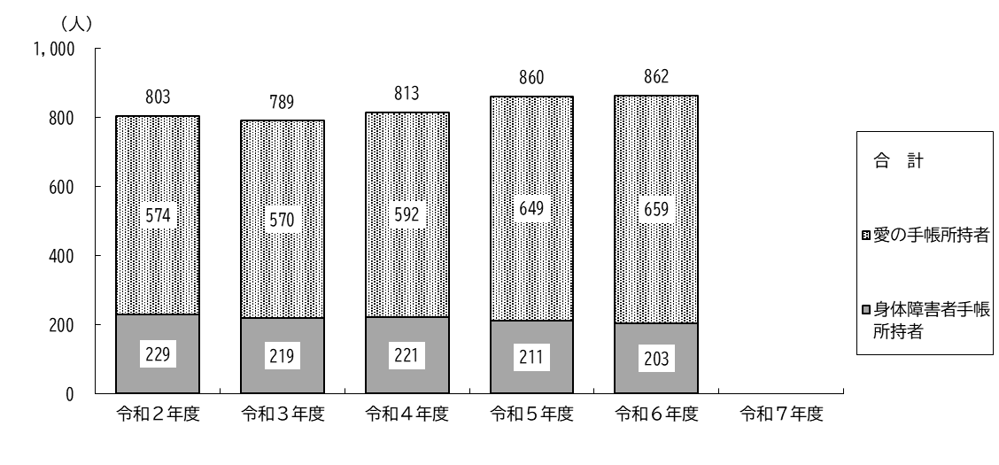 （人）
1,000
800
600
400
200
0
803
789
813
860
862
574
570
592
649
659
229
219
221
211
203
令和２年度
令和３年度
令和４年度
令和５年度
令和６年度
令和７年度
合　計
愛の手帳所持者
身体障害者手帳
所持者